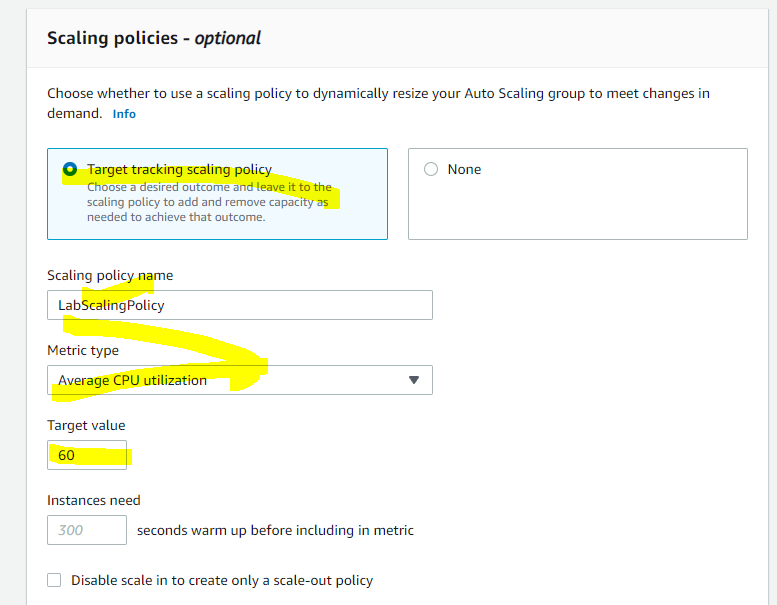 Scaling policies - optional
Choose whether to use a scaling policy to dynamically resize your Auto Scaling group to meet changes in
demand. Info
Target tracking scaling policy
Choose a desired outcome and leave it to the
scaling policy to add and remove capacity as
needed to achieve that outcome.
None
Scaling policy name
LabScalingPolicy
Metric type
Average CPU utilization
Target value
60
Instances need
300 seconds warm up before including in metric
Disable scale in to create only a scale-out policy